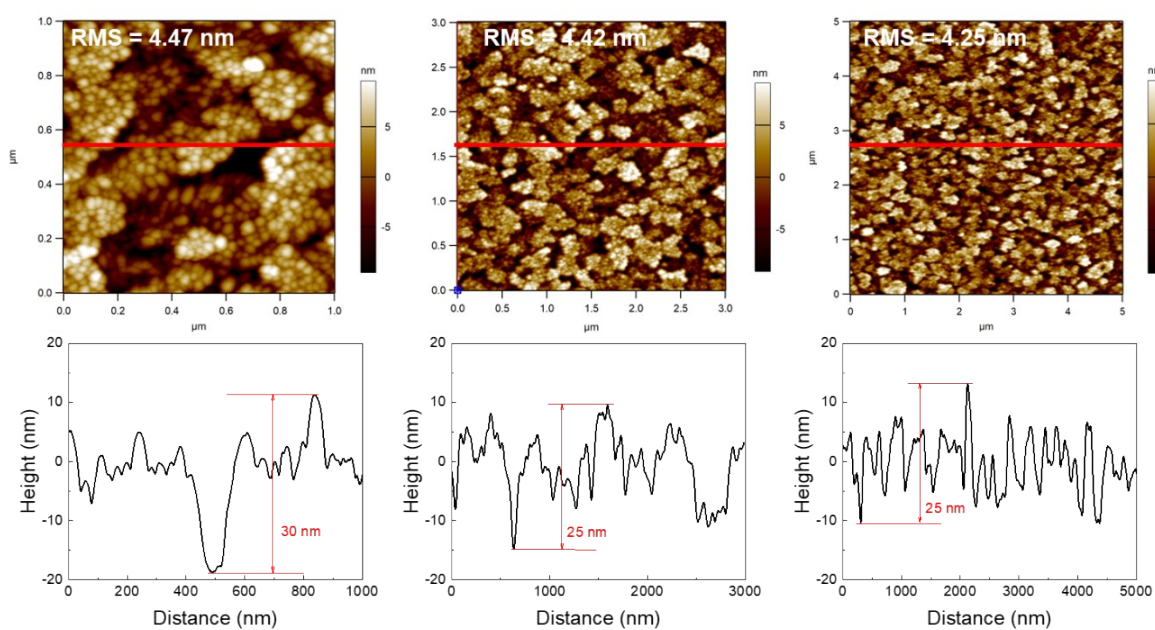 RMS = 4.47 nm
1.0
0.8
0.6
0.4
0.2
0.0
µm
0.0 0.2 0.4 0.6 0.8 1.0
µm
nm
5
-5
RMS = 4.42 nm
3.0
2.5
2.0
1.5
1.0
0.5
0.0
µm
0.0 0.5 1.0 1.5 2.0 2.5 3.0
µm
nm
5
0
-5
RMS = 4.25 nm
5
4
3
2
1
0
µm
0 1 2 3 4 5
µm
nm
5
0
-5
20
10
0
-10
-20
Height (nm)
30 nm
0 200 400 600 800 1000
Distance (nm)
20
10
0
-10
-20
Height (nm)
25 nm
0 1000 2000 3000
Distance (nm)
20
10
0
-10
-20
Height (nm)
25 nm
0 1000 2000 3000 4000 5000
Distance (nm)